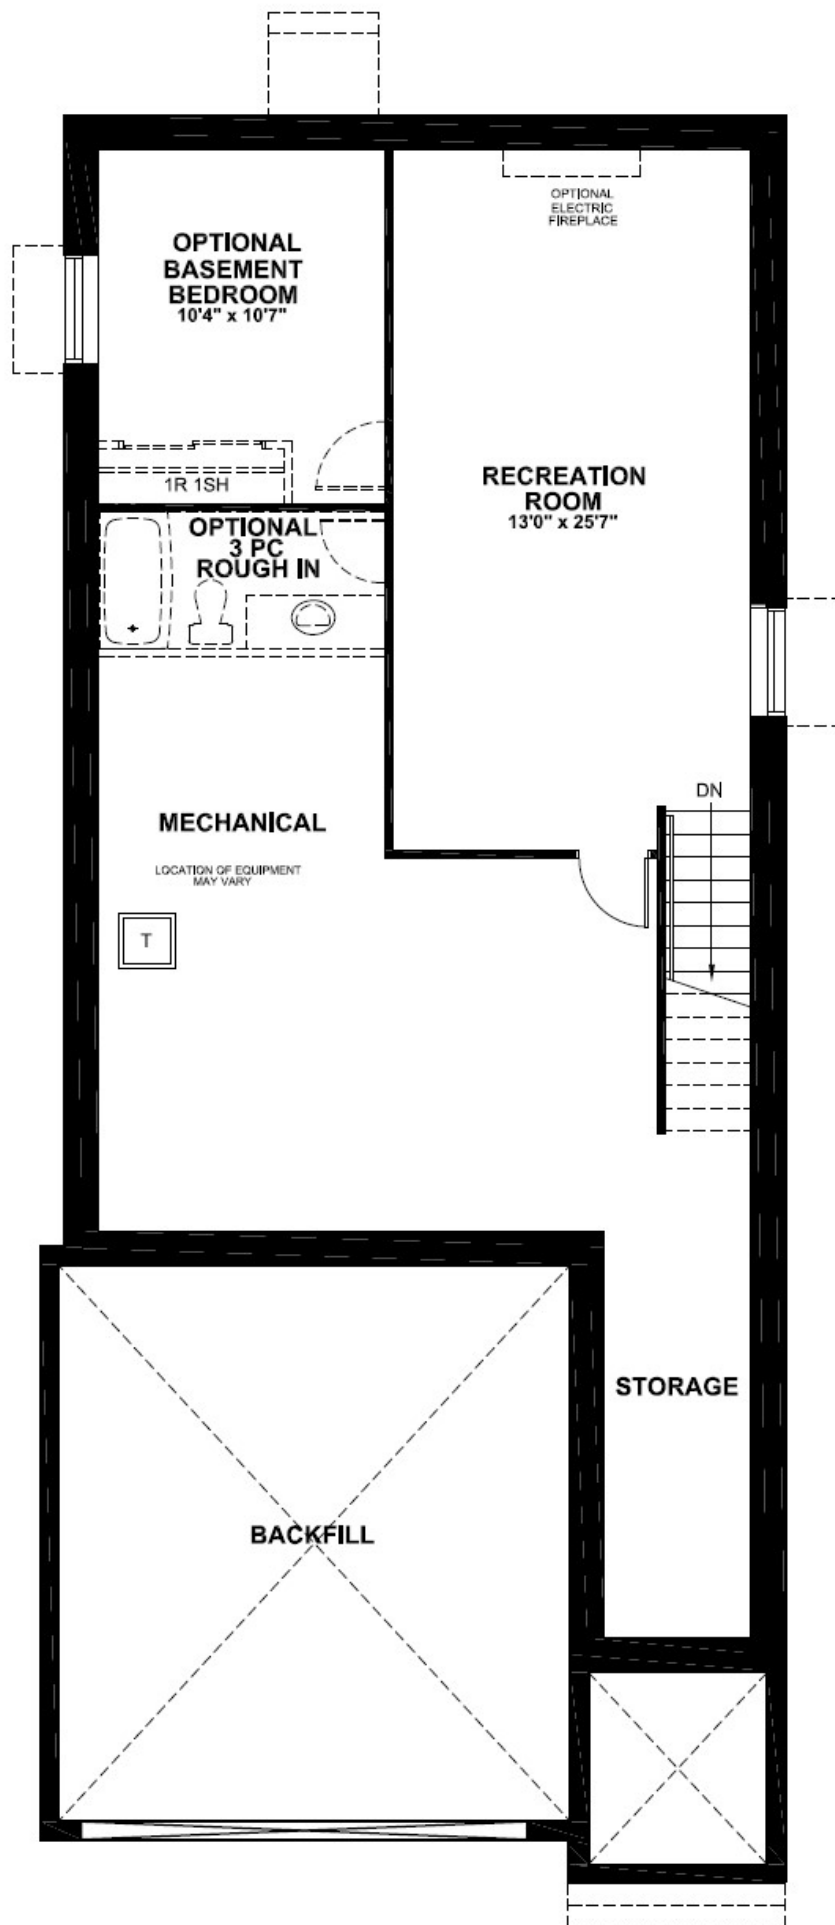 OPTIONAL
ELECTRIC
FIREPLACE
OPTIONAL
BASEMENT
BEDROOM
10'4" x 10'7"
RECREATION
ROOM
13'0" x 25'7"
1R 1SH
OPTIONAL
3 PC
ROUGH IN
DN
MECHANICAL
LOCATION OF EQUIPMENT
MAY VARY
T
STORAGE
BACKFILL